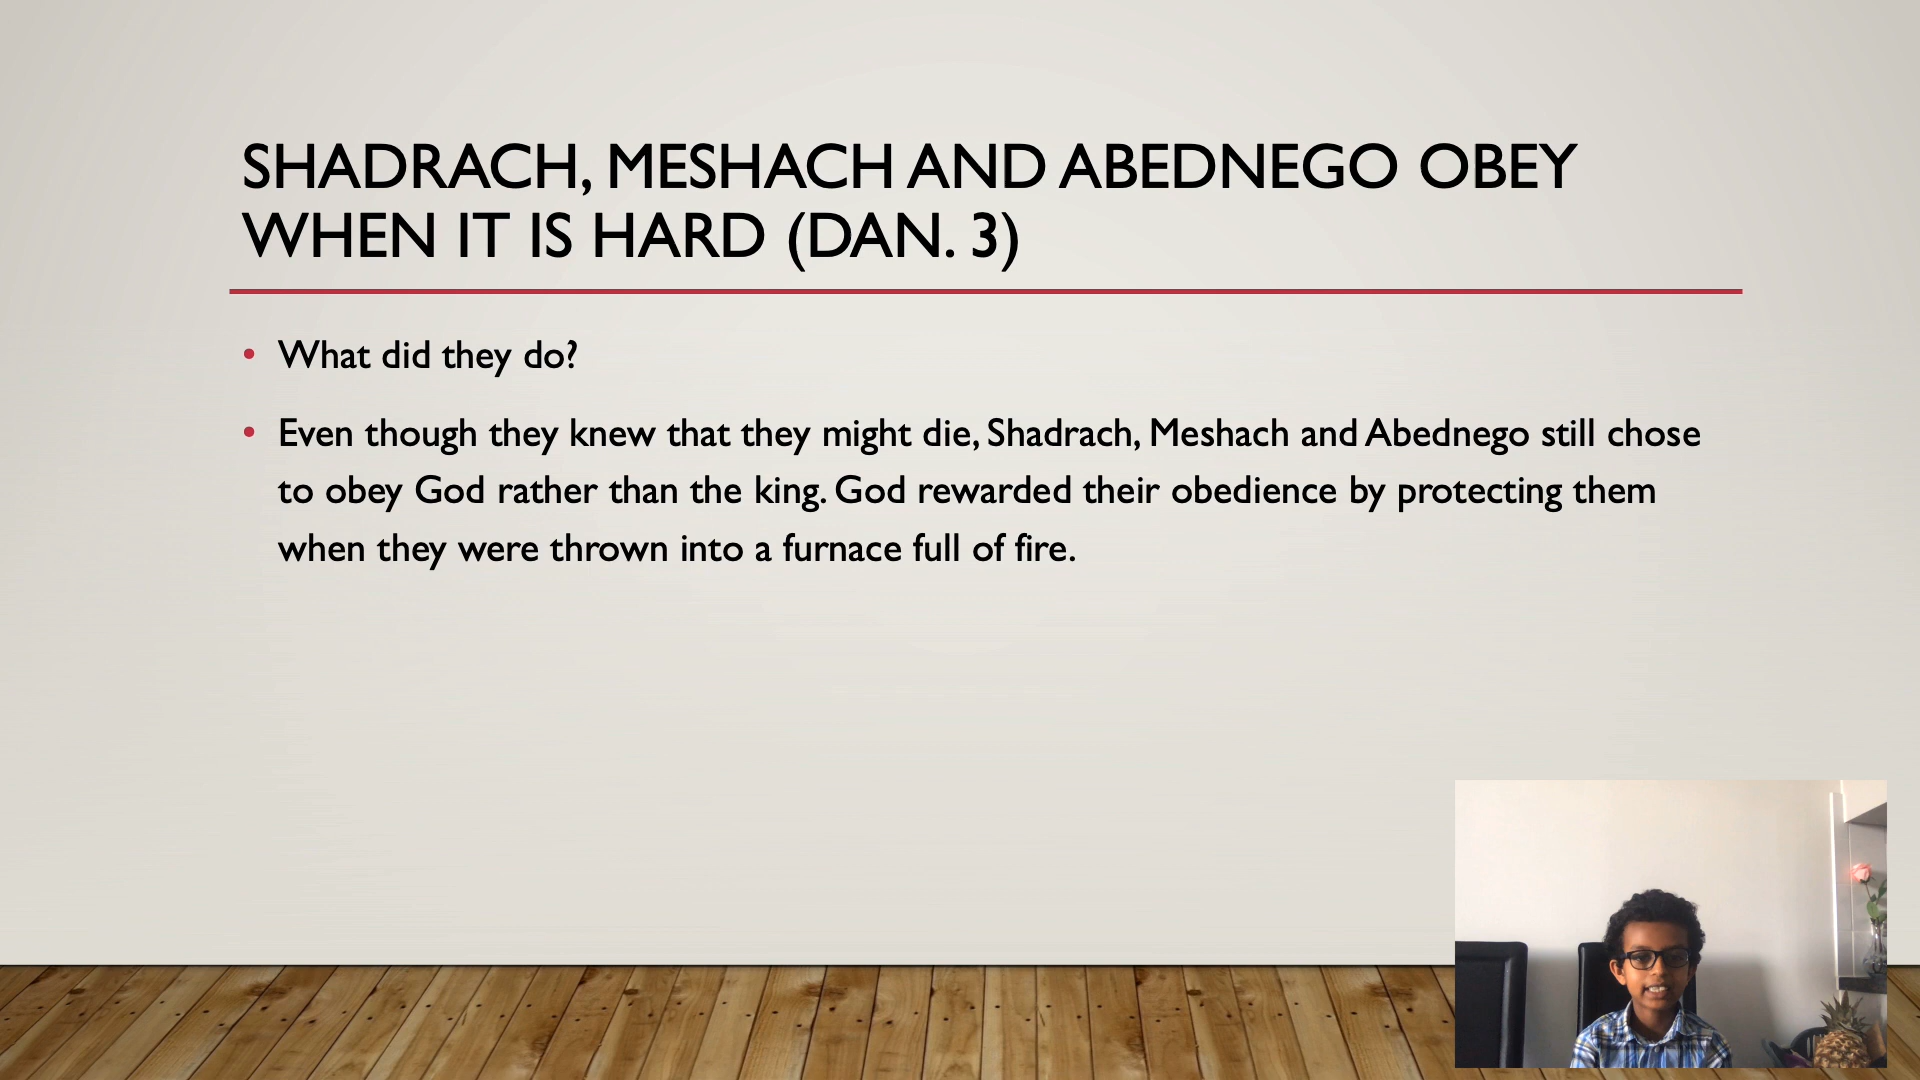 SHADRACH, MESHACH AND ABEDNEGO OBEY
WHEN IT IS HARD (DAN. 3)
• What did they do?
• Even though they knew that they might die, Shadrach, Meshach and Abednego still chose
to obey God rather than the king. God rewarded their obedience by protecting them
when they were thrown into a furnace full of fire.